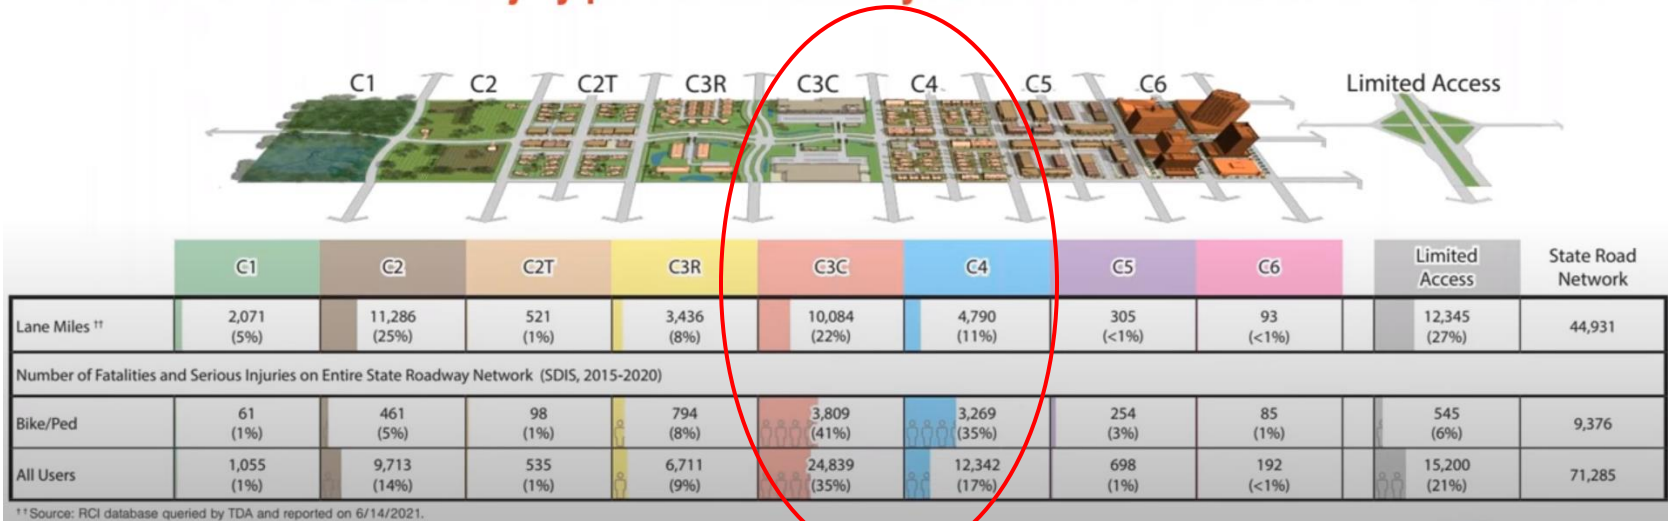 C1 C2 C2T C3R C3C C4 C5 C6 Limited Access
C1 C2 C2T C3R C3C C4 C5 C6 Limited Access State Road Network
Lane Miles †† 2,071 (5%) 11,286 (25%) 521 (1%) 3,436 (8%) 10,084 (22%) 4,790 (11%) 305 (<1%) 93 (<1%) 12,345 (27%) 44,931
Number of Fatalities and Serious Injuries on Entire State Roadway Network (SDIS, 2015-2020)
Bike/Ped 61 (1%) 461 (5%) 98 (1%) 794 (8%) 3,809 (41%) 3,269 (35%) 254 (3%) 85 (1%) 545 (6%) 9,376
All Users 1,055 (1%) 9,713 (14%) 535 (1%) 6,711 (9%) 24,839 (35%) 12,342 (17%) 698 (1%) 192 (<1%) 15,200 (21%) 71,285
†† Source: RCI database queried by TDA and reported on 6/14/2021.